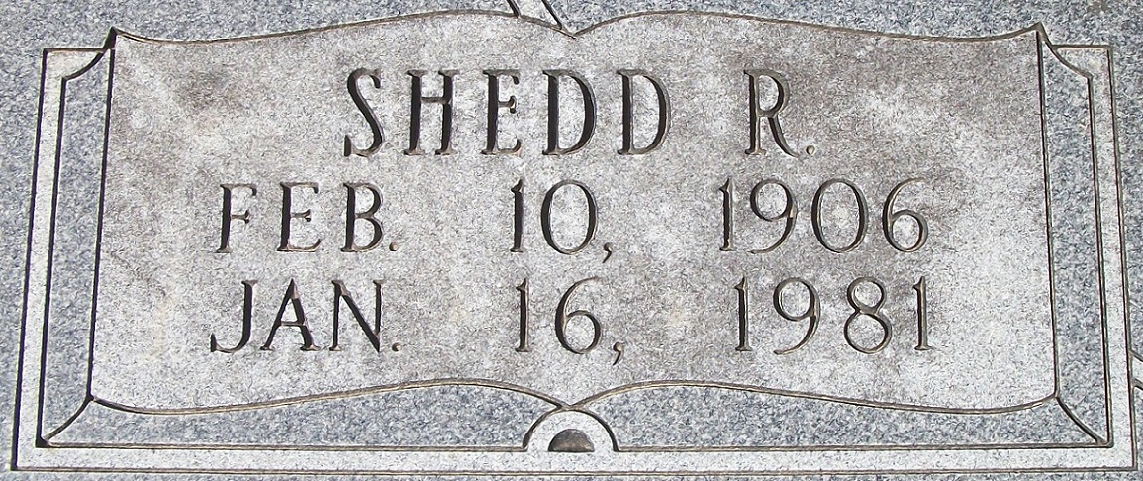 SHEDD R.
FEB. 10, 1906
JAN. 16, 1981